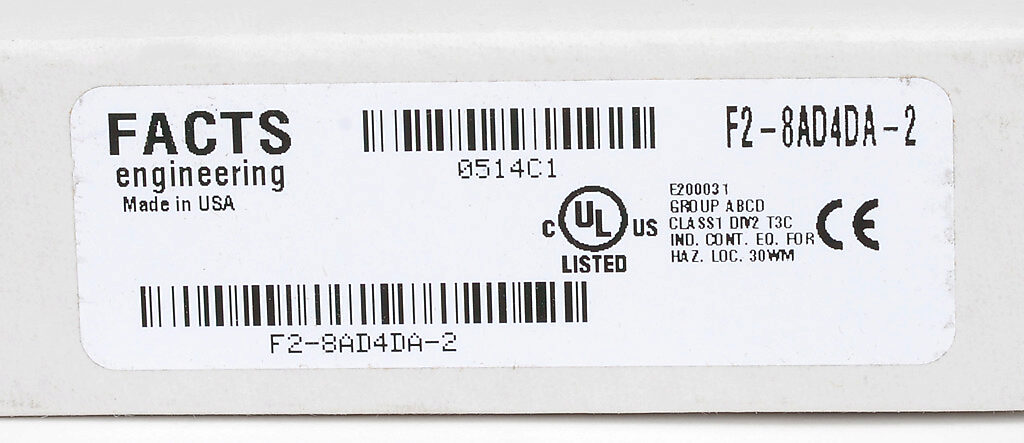 FACTS
engineering
Made in USA
0514C1
F2-8AD4DA-2
C UL US
LISTED
E200031
GROUP ABCD
CLASS1 DIV2 T3C
IND. CONT. EQ. FOR
HAZ. LOC. 30WM
CE
F2-8AD4DA-2